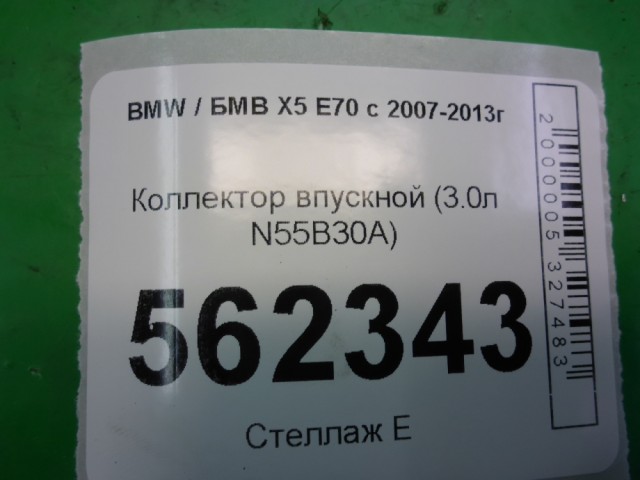 BMW / БМВ X5 E70 с 2007-2013г
Коллектор впускной (3.0л
N55B30A)
562343
Стеллаж Е
2000005327483